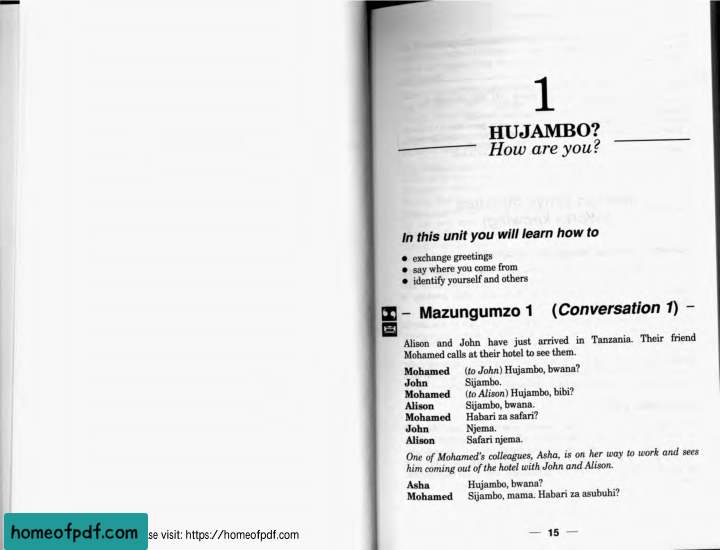 1
HUJAMBO?
How are you?
In this unit you will learn how to
• exchange greetings
• say where you come from
• identify yourself and others
– Mazungumzo 1 (Conversation 1) –
Alison and John have just arrived in Tanzania. Their friend
Mohamed calls at their hotel to see them.
Mohamed (to John) Hujambo, bwana?
John Sijambo.
Mohamed (to Alison) Hujambo, bibi?
Alison Sijambo, bwana.
Mohamed Habari za safari?
John Njema.
Alison Safari njema.
One of Mohamed's colleagues, Asha, is on her way to work and sees
him coming out of the hotel with John and Alison.
Asha Hujambo, bwana?
Mohamed Sijambo, mama. Habari za asubuhi?
— 15 —
homeofpdf.com
visit: https://homeofpdf.com